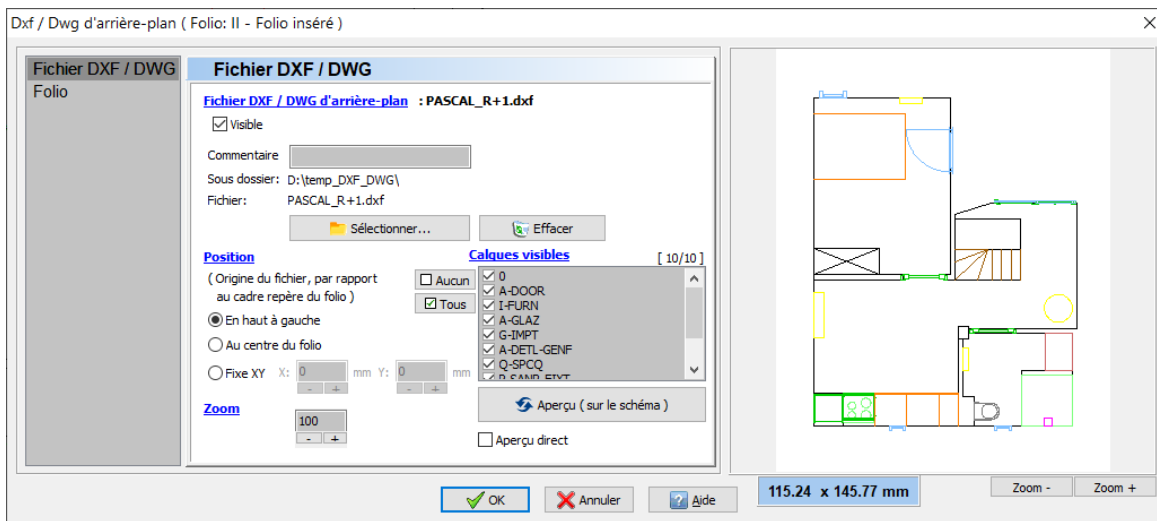 Dxf / Dwg d'arrière-plan ( Folio: II - Folio inséré )
Fichier DXF / DWG
Folio
Fichier DXF / DWG
Fichier DXF / DWG d'arrière-plan : PASCAL_R+1.dxf
Visible
Commentaire
Sous dossier: D:\temp_DXF_DWG\
Fichier: PASCAL_R+1.dxf
Sélectionner...
Effacer
Position
( Origine du fichier, par rapport
au cadre repère du folio )
En haut à gauche
Au centre du folio
Fixe XY X: 0 mm Y: 0 mm
- + - +
Zoom
100
- +
Calques visibles [ 10/10 ]
Aucun
Tous
0
A-DOOR
I-FURN
A-GLAZ
G-IMPT
A-DETL-GENF
Q-SPCQ
Aperçu ( sur le schéma )
Aperçu direct
OK
Annuler
Aide
115.24 x 145.77 mm
Zoom -
Zoom +